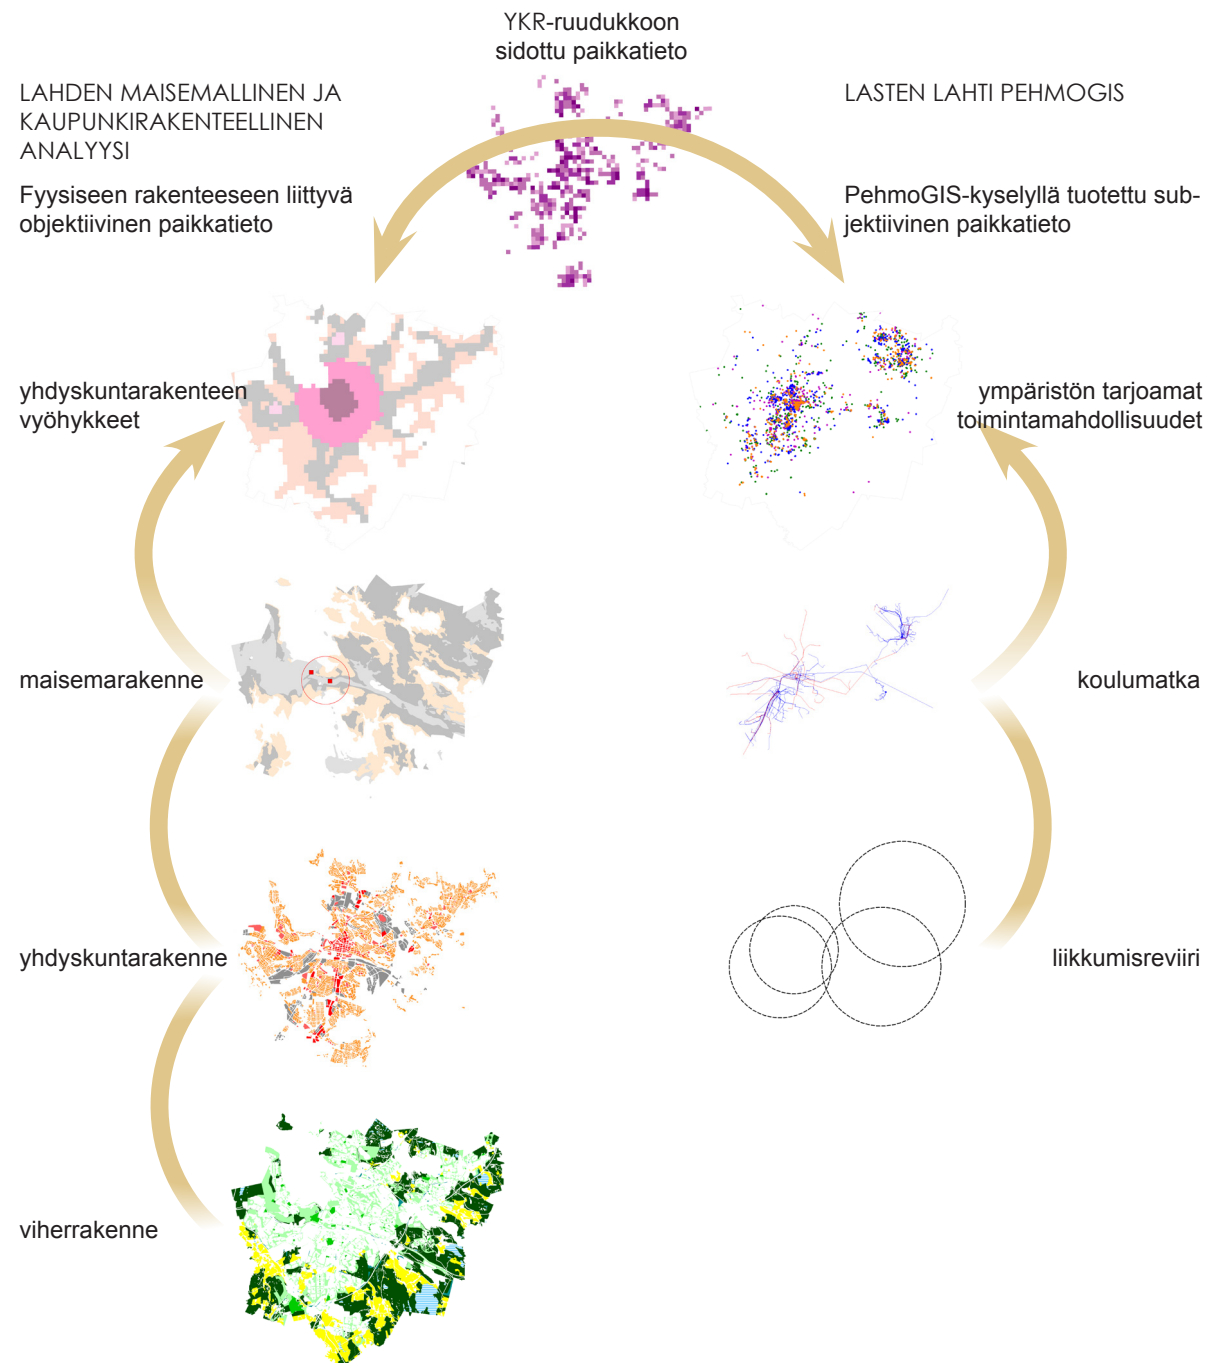 YKR-ruudukkoon
sidottu paikkatieto
LAHDEN MAISEMALLINEN JA
KAUPUNKIRAKENTEELLINEN
ANALYYSI
Fyysiseen rakenteeseen liittyvä
objektiivinen paikkatieto
LASTEN LAHTI PEHMOGIS
PehmoGIS-kyselyllä tuotettu sub-
jektiivinen paikkatieto
yhdyskuntarakenteen
vyöhykkeet
ympäristön tarjoamat
toimintamahdollisuudet
maisemarakenne
koulumatka
yhdyskuntarakenne
liikkumisreviiri
viherrakenne